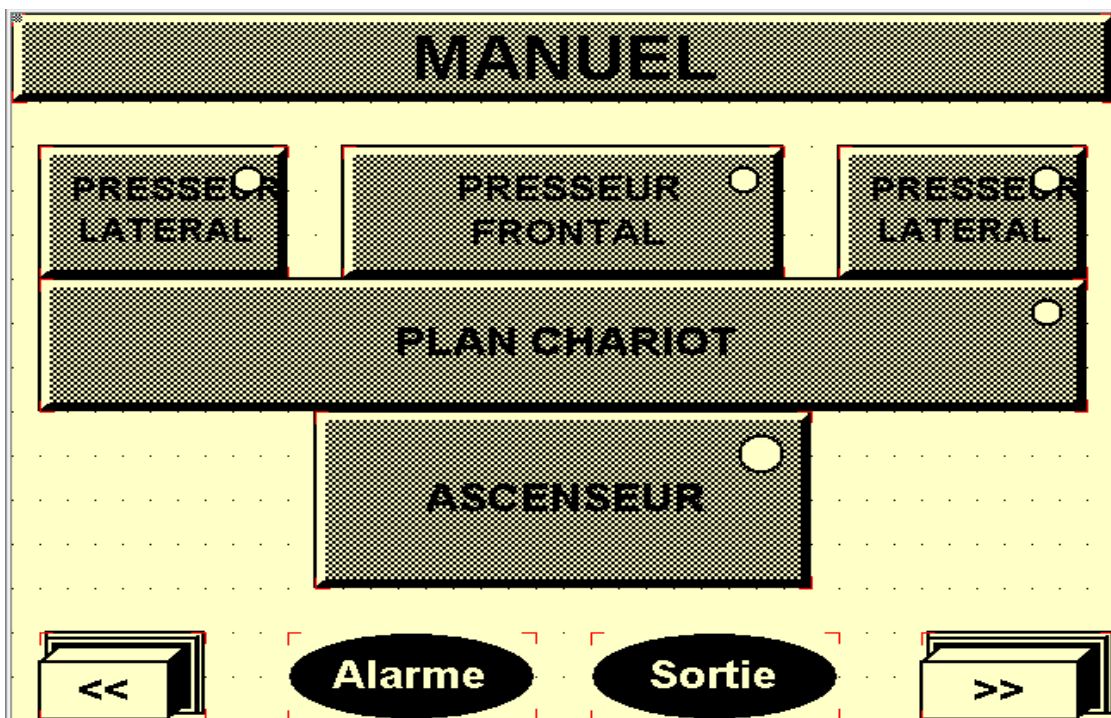 MANUEL
PRESSEUR
LATERAL
PRESSEUR
FRONTAL
PRESSEUR
LATERAL
PLAN CHARIOT
ASCENSEUR
<<
Alarme
Sortie
>>